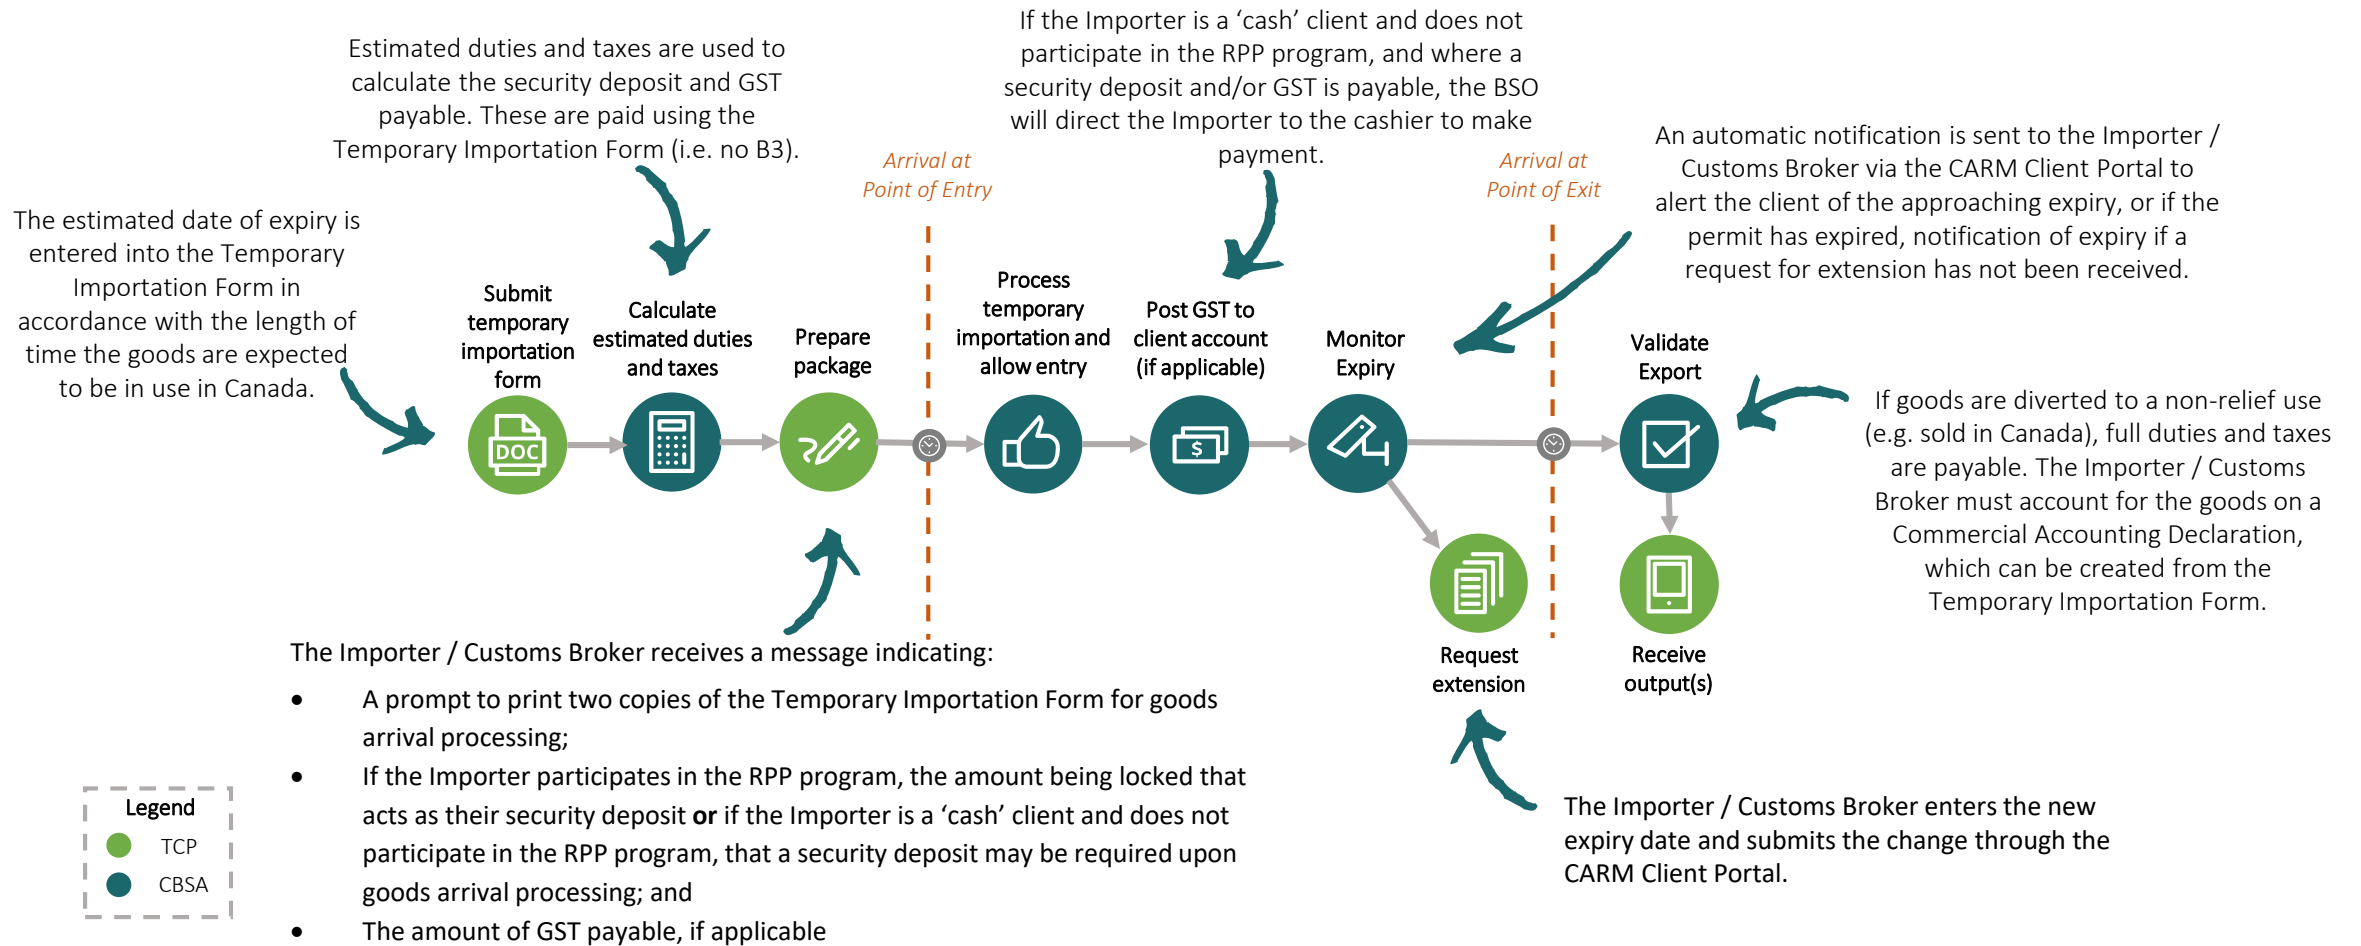 If the Importer is a ‘cash’ client and does not
participate in the RPP program, and where a
security deposit and/or GST is payable, the BSO
will direct the Importer to the cashier to make
payment.
Estimated duties and taxes are used to
calculate the security deposit and GST
payable. These are paid using the
Temporary Importation Form (i.e. no B3).
Arrival at
Point of Entry
Arrival at
Point of Exit
An automatic notification is sent to the Importer /
Customs Broker via the CARM Client Portal to
alert the client of the approaching expiry, or if the
permit has expired, notification of expiry if a
request for extension has not been received.
The estimated date of expiry is
entered into the Temporary
Importation Form in
accordance with the length of
time the goods are expected
to be in use in Canada.
Submit
temporary
importation
form
Calculate
estimated duties
and taxes
Prepare
package
Process
temporary
importation and
allow entry
Post GST to
client account
(if applicable)
Monitor
Expiry
Validate
Export
DOC
$
If goods are diverted to a non-relief use
(e.g. sold in Canada), full duties and taxes
are payable. The Importer / Customs
Broker must account for the goods on a
Commercial Accounting Declaration,
which can be created from the
Temporary Importation Form.
Request
extension
Receive
output(s)
The Importer / Customs Broker receives a message indicating:
• A prompt to print two copies of the Temporary Importation Form for goods
arrival processing;
• If the Importer participates in the RPP program, the amount being locked that
acts as their security deposit or if the Importer is a ‘cash’ client and does not
participate in the RPP program, that a security deposit may be required upon
goods arrival processing; and
• The amount of GST payable, if applicable
The Importer / Customs Broker enters the new
expiry date and submits the change through the
CARM Client Portal.
Legend
TCP
CBSA